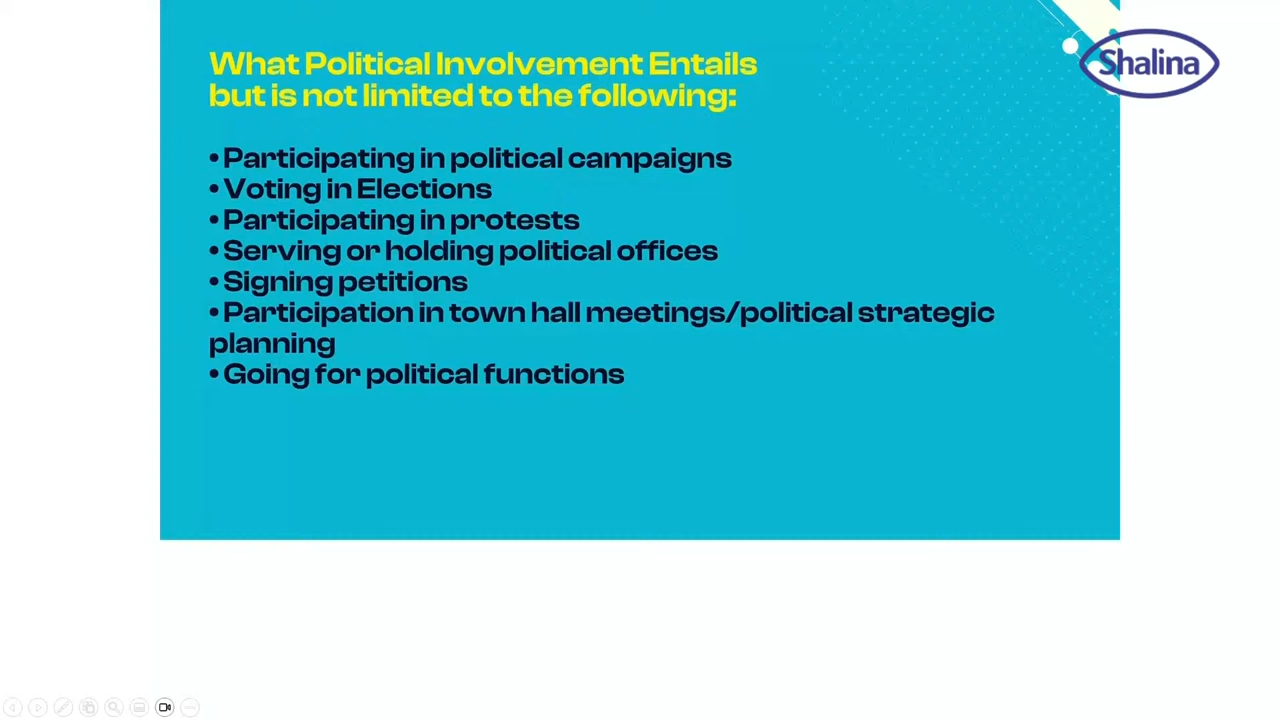 What Political Involvement Entails
but is not limited to the following:
• Participating in political campaigns
• Voting in Elections
• Participating in protests
• Serving or holding political offices
• Signing petitions
• Participation in town hall meetings/political strategic
planning
• Going for political functions
Shalina